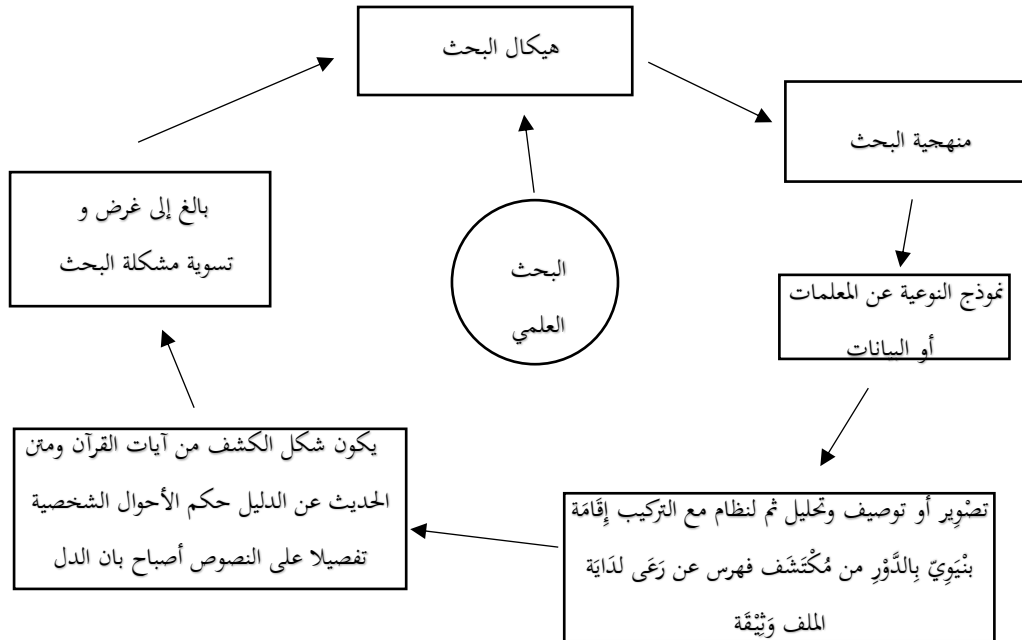 هيكال البحث
منهجية البحث
نموذج النوعية عن المعلمات
أو البيانات
تصْوِير أو توصيف وتحليل ثم لنظام مع التركيب إِقَامَة
بنْيَوِيّ بِالدَّوْرِ من مُكْتَشَف فهرس عن رَعَى لدَايَة
الملف وَثِيْقَة
يكون شكل الكشف من آيات القرآن ومتن
الحديث عن الدليل حكم الأحوال الشخصية
تفصيلا على النصوص أصباح بان الدل
بالغ إلى غرض و
تسوية مشكلة البحث
البحث
العلمي